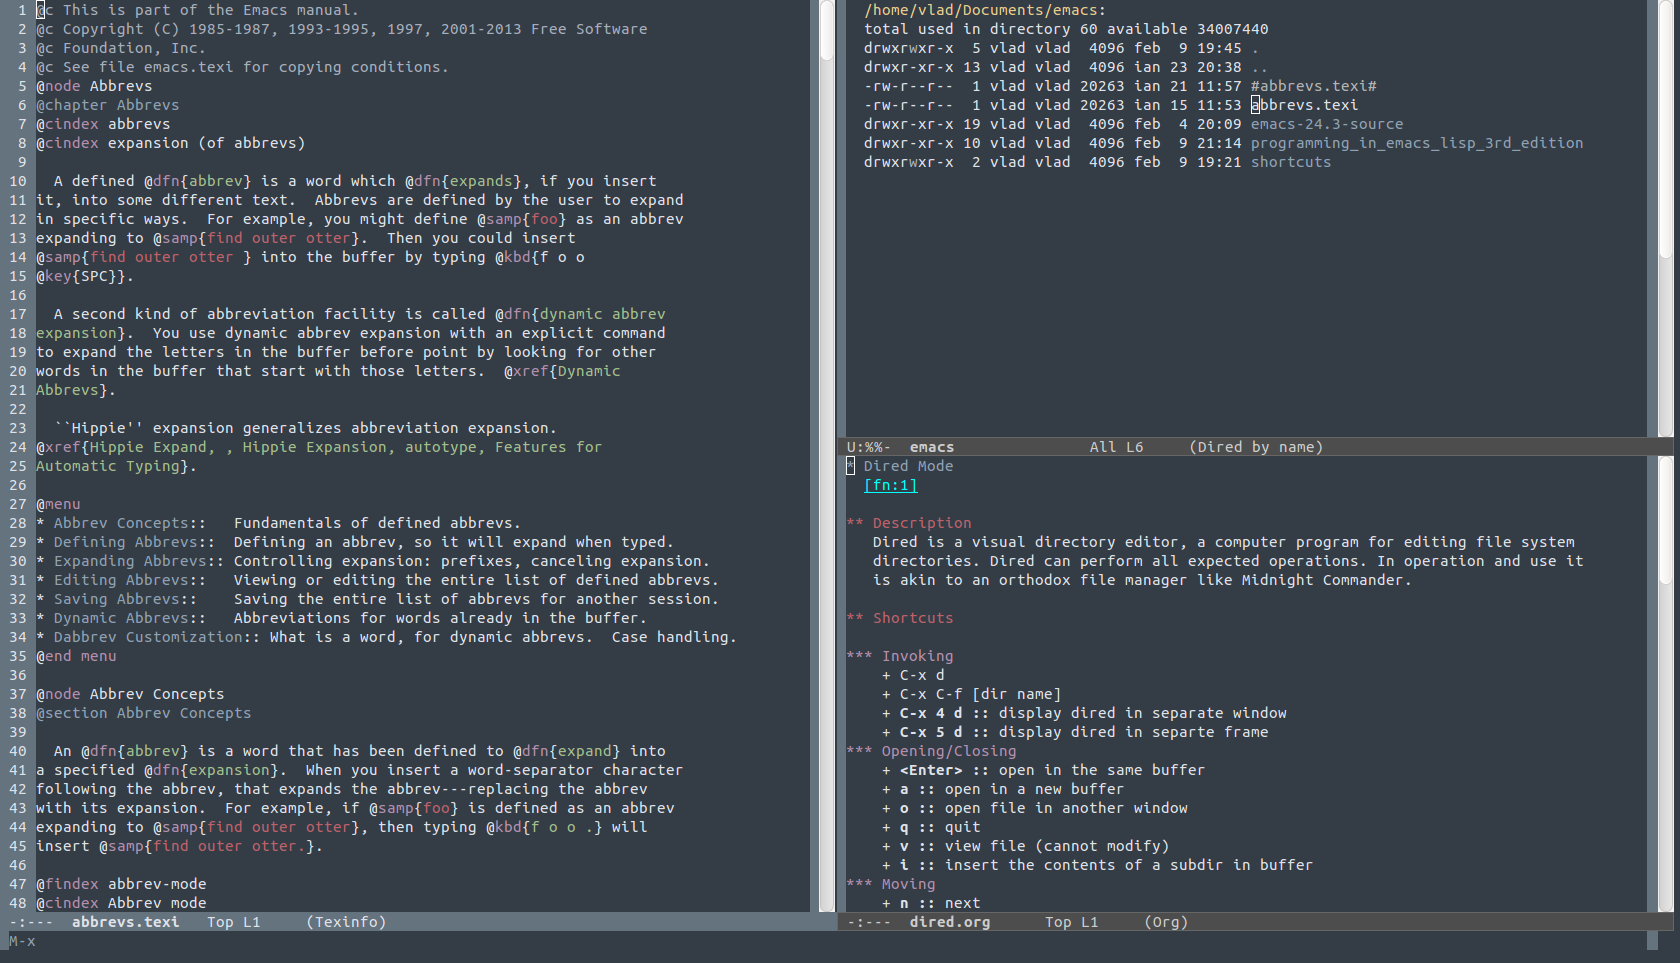 1 @c This is part of the Emacs manual.
2 @c Copyright (C) 1985-1987, 1993-1995, 1997, 2001-2013 Free Software
3 @c Foundation, Inc.
4 @c See file emacs.texi for copying conditions.
5 @node Abbrevs
6 @chapter Abbrevs
7 @cindex abbrevs
8 @cindex expansion (of abbrevs)
9
10   A defined @dfn{abbrev} is a word which @dfn{expands}, if you insert
11 it, into some different text.  Abbrevs are defined by the user to expand
12 in specific ways.  For example, you might define @samp{foo} as an abbrev
13 expanding to @samp{find outer otter}.  Then you could insert
14 @samp{find outer otter } into the buffer by typing @kbd{f o o
15 @key{SPC}}.
16
17   A second kind of abbreviation facility is called @dfn{dynamic abbrev
18 expansion}.  You use dynamic abbrev expansion with an explicit command
19 to expand the letters in the buffer before point by looking for other
20 words in the buffer that start with those letters.  @xref{Dynamic
21 Abbrevs}.
22
23   ``Hippie'' expansion generalizes abbreviation expansion.
24 @xref{Hippie Expand, , Hippie Expansion, autotype, Features for
25 Automatic Typing}.
26
27 @menu
28 * Abbrev Concepts::   Fundamentals of defined abbrevs.
29 * Defining Abbrevs::  Defining an abbrev, so it will expand when typed.
30 * Expanding Abbrevs:: Controlling expansion: prefixes, canceling expansion.
31 * Editing Abbrevs::   Viewing or editing the entire list of defined abbrevs.
32 * Saving Abbrevs::    Saving the entire list of abbrevs for another session.
33 * Dynamic Abbrevs::   Abbreviations for words already in the buffer.
34 * Dabbrev Customization:: What is a word, for dynamic abbrevs.  Case handling.
35 @end menu
36
37 @node Abbrev Concepts
38 @section Abbrev Concepts
39
40   An @dfn{abbrev} is a word that has been defined to @dfn{expand} into
41 a specified @dfn{expansion}.  When you insert a word-separator character
42 following the abbrev, that expands the abbrev---replacing the abbrev
43 with its expansion.  For example, if @samp{foo} is defined as an abbrev
44 expanding to @samp{find outer otter}, then typing @kbd{f o o .} will
45 insert @samp{find outer otter.}.
46
47 @findex abbrev-mode
48 @cindex Abbrev mode
-:---  abbrevs.texi   Top L1     (Texinfo)
M-x
/home/vlad/Documents/emacs:
total used in directory 60 available 34007440
drwxrwxr-x  5 vlad vlad  4096 feb  9 19:45 .
drwxr-xr-x 13 vlad vlad  4096 ian 23 20:38 ..
-rw-r--r--  1 vlad vlad 20263 ian 21 11:57 #abbrevs.texi#
-rw-r--r--  1 vlad vlad 20263 ian 15 11:53 abbrevs.texi
drwxr-xr-x 19 vlad vlad  4096 feb  4 20:09 emacs-24.3-source
drwxr-xr-x 10 vlad vlad  4096 feb  9 21:14 programming_in_emacs_lisp_3rd_edition
drwxrwxr-x  2 vlad vlad  4096 feb  9 19:21 shortcuts
U:%%-  emacs               All L6     (Dired by name)
* Dired Mode
[fn:1]
** Description
Dired is a visual directory editor, a computer program for editing file system
directories. Dired can perform all expected operations. In operation and use it
is akin to an orthodox file manager like Midnight Commander.
** Shortcuts
*** Invoking
+ C-x d
+ C-x C-f [dir name]
+ C-x 4 d :: display dired in separate window
+ C-x 5 d :: display dired in separte frame
*** Opening/Closing
+ <Enter> :: open in the same buffer
+ a :: open in a new buffer
+ o :: open file in another window
+ q :: quit
+ v :: view file (cannot modify)
+ i :: insert the contents of a subdir in buffer
*** Moving
+ n :: next
-:---  dired.org      Top L1     (Org)